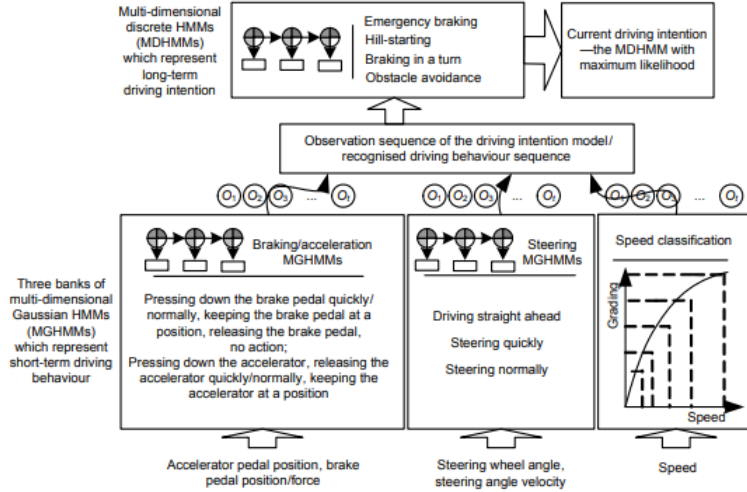 Multi-dimensional
discrete HMMs
(MDHMMs)
which represent
long-term
driving intention
Emergency braking
Hill-starting
Braking in a turn
Obstacle avoidance
Current driving intention
—the MDHMM with
maximum likelihood
Observation sequence of the driving intention model/
recognised driving behaviour sequence
O1 O2 O3 ... Ot
O1 O2 O3 ... Ot
O1 O2 O3 ... Ot
Three banks of
multi-dimensional
Gaussian HMMs
(MGHMMs)
which represent
short-term driving
behaviour
Braking/acceleration
MGHMMs
Pressing down the brake pedal quickly/
normally, keeping the brake pedal at a
position, releasing the brake pedal,
no action;
Pressing down the accelerator, releasing the
accelerator quickly/normally, keeping the
accelerator at a position
Steering
MGHMMs
Driving straight ahead
Steering quickly
Steering normally
Speed classification
Grading
Speed
Accelerator pedal position, brake
pedal position/force
Steering wheel angle,
steering angle velocity
Speed